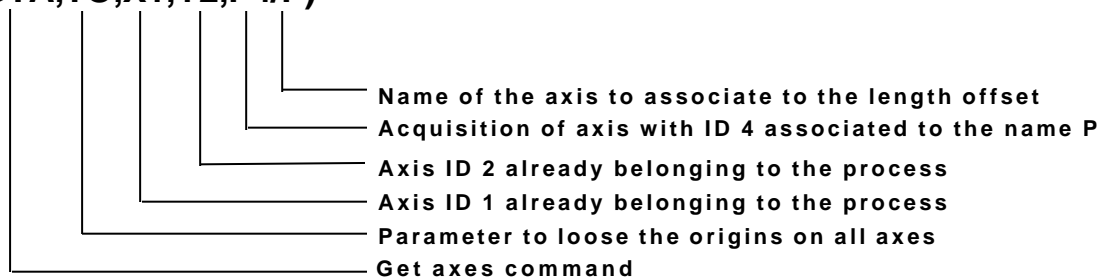 Name of the axis to associate to the length offset
Acquisition of axis with ID 4 associated to the name P
Axis ID 2 already belonging to the process
Axis ID 1 already belonging to the process
Parameter to loose the origins on all axes
Get axes command